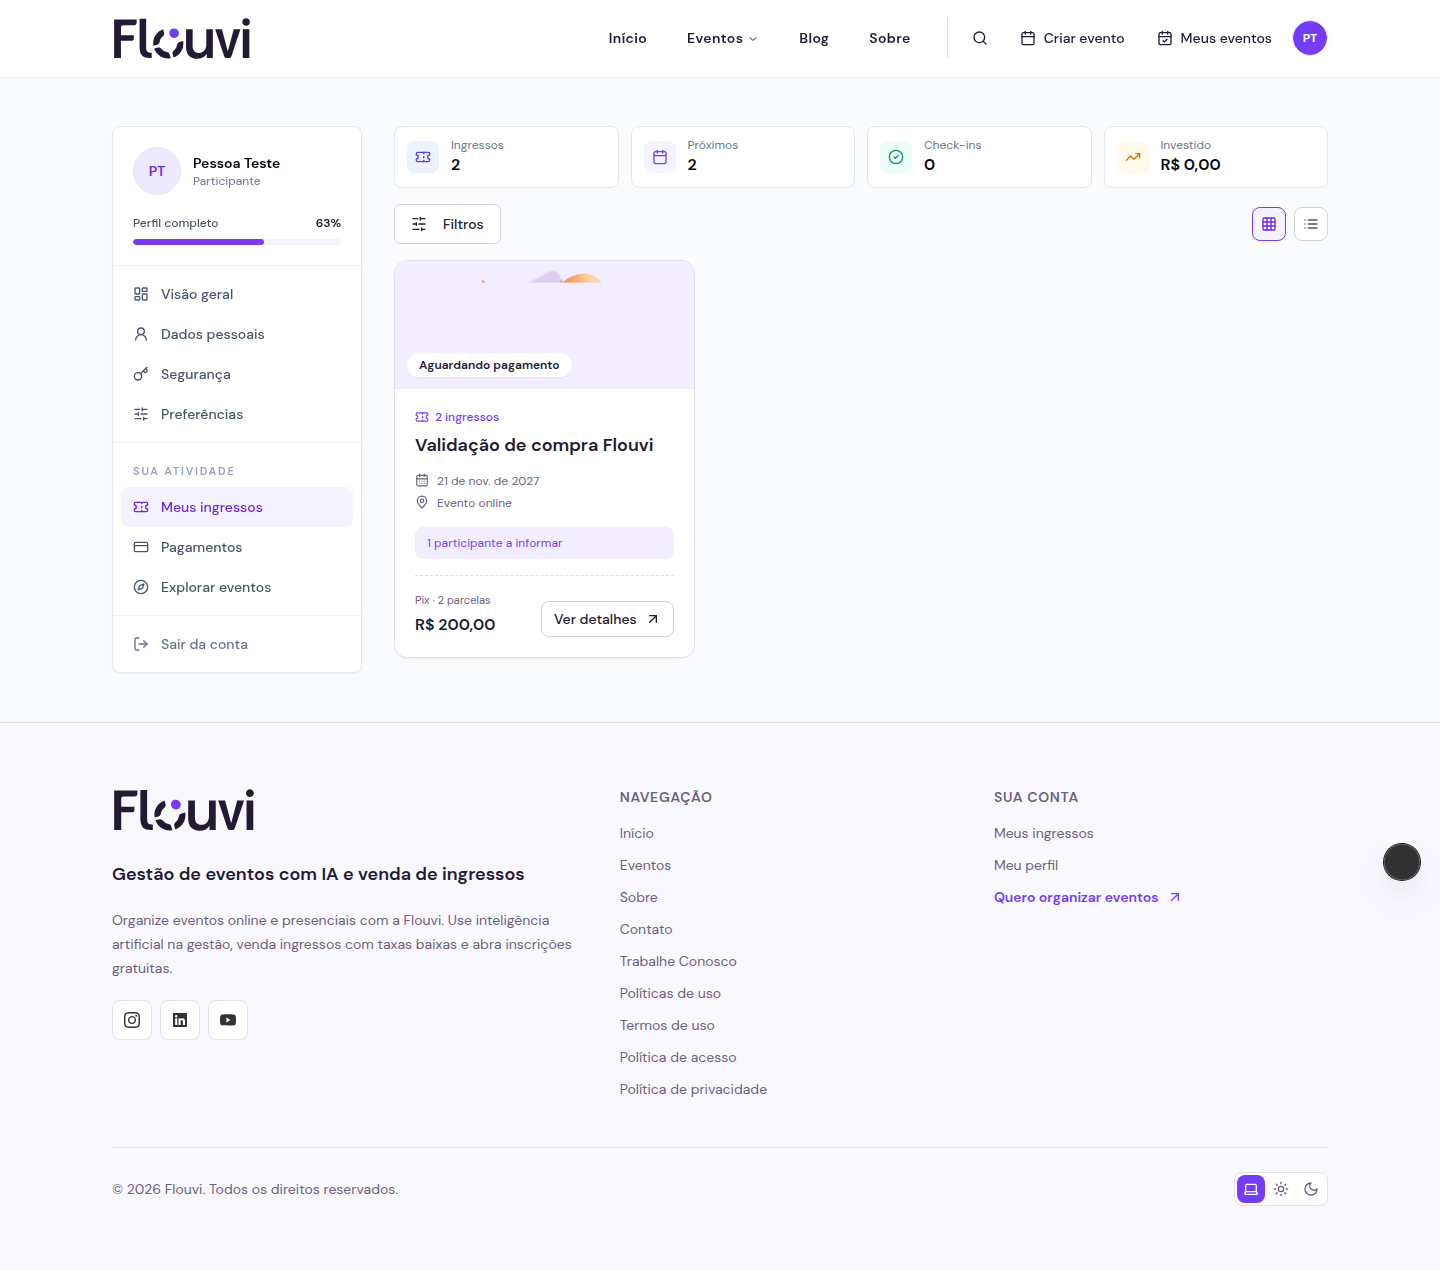 Flouvi
Início
Eventos
Blog
Sobre
Criar evento
Meus eventos
PT
PT
Pessoa Teste
Participante
Perfil completo
63%
Visão geral
Dados pessoais
Segurança
Preferências
SUA ATIVIDADE
Meus ingressos
Pagamentos
Explorar eventos
Sair da conta
Ingressos
2
Próximos
2
Check-ins
0
Investido
R$ 0,00
Filtros
Aguardando pagamento
2 ingressos
Validação de compra Flouvi
21 de nov. de 2027
Evento online
1 participante a informar
Pix · 2 parcelas
R$ 200,00
Ver detalhes
Flouvi
Gestão de eventos com IA e venda de ingressos
Organize eventos online e presenciais com a Flouvi. Use inteligência
artificial na gestão, venda ingressos com taxas baixas e abra inscrições
gratuitas.
NAVEGAÇÃO
Início
Eventos
Sobre
Contato
Trabalhe Conosco
Políticas de uso
Termos de uso
Política de acesso
Política de privacidade
SUA CONTA
Meus ingressos
Meu perfil
Quero organizar eventos
© 2026 Flouvi. Todos os direitos reservados.